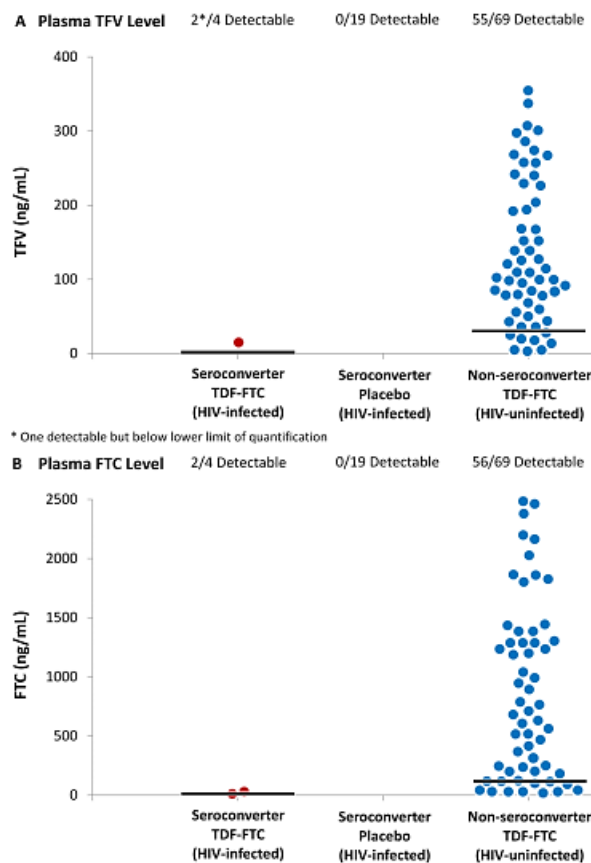 A Plasma TFV Level 2*/4 Detectable 0/19 Detectable 55/69 Detectable
400
300
200
100
0
TFV (ng/mL)
Seroconverter Seroconverter Non-seroconverter
TDF-FTC Placebo TDF-FTC
(HIV-infected) (HIV-infected) (HIV-uninfected)
* One detectable but below lower limit of quantification
B Plasma FTC Level 2/4 Detectable 0/19 Detectable 56/69 Detectable
2500
2000
1500
1000
500
0
FTC (ng/mL)
Seroconverter Seroconverter Non-seroconverter
TDF-FTC Placebo TDF-FTC
(HIV-infected) (HIV-infected) (HIV-uninfected)